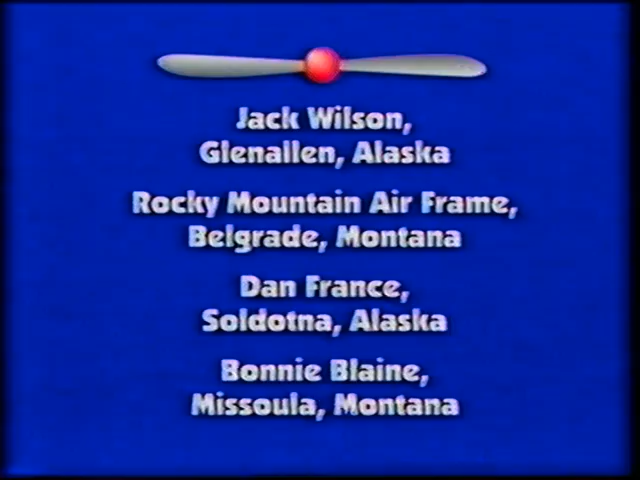 Jack Wilson,
Glenallen, Alaska
Rocky Mountain Air Frame,
Belgrade, Montana
Dan France,
Soldotna, Alaska
Bonnie Blaine,
Missoula, Montana